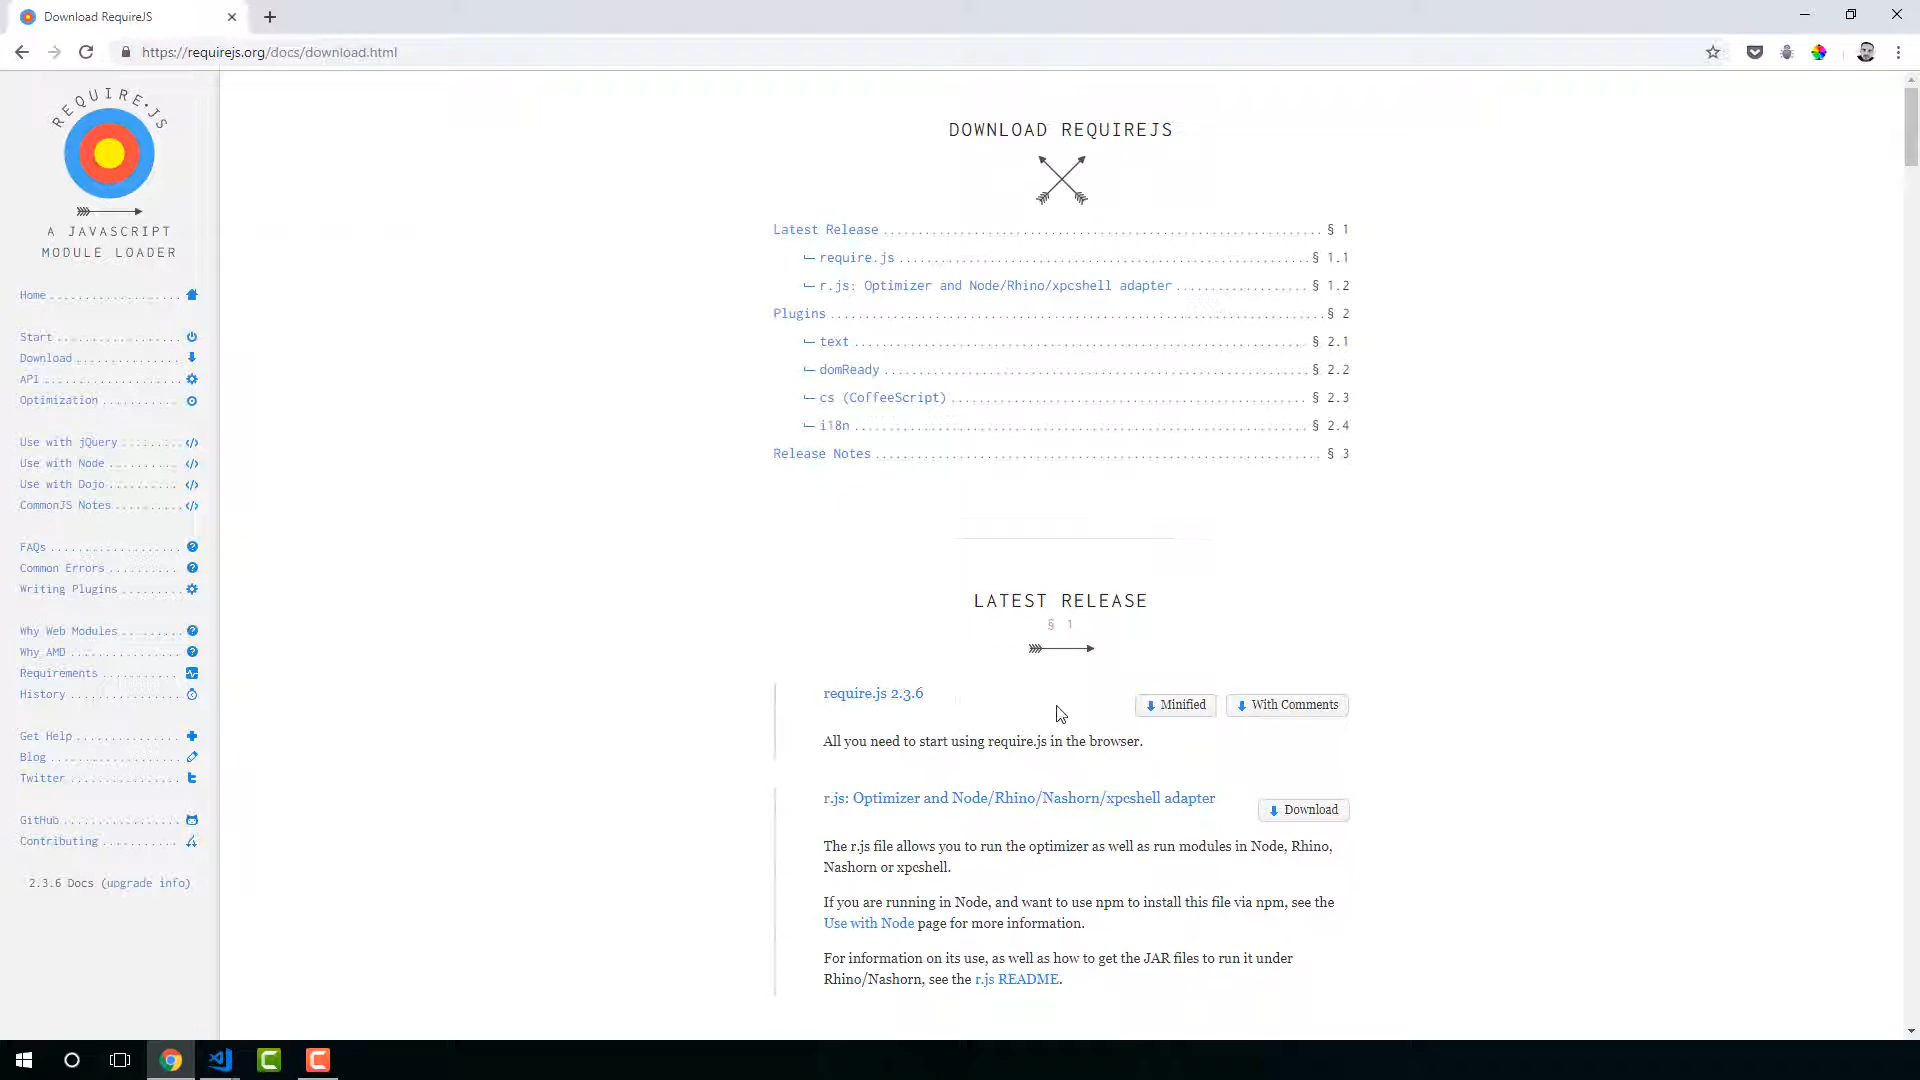 Download RequireJS
https://requirejs.org/docs/download.html
REQUIRE.JS
A JAVASCRIPT
MODULE LOADER
Home
Start
Download
API
Optimization
Use with jQuery
Use with Node
Use with Dojo
CommonJS Notes
FAQs
Common Errors
Writing Plugins
Why Web Modules
Why AMD
Requirements
History
Get Help
Blog
Twitter
GitHub
Contributing
2.3.6 Docs (upgrade info)
DOWNLOAD REQUIREJS
Latest Release § 1
require.js § 1.1
r.js: Optimizer and Node/Rhino/xpcshell adapter § 1.2
Plugins § 2
text § 2.1
domReady § 2.2
cs (CoffeeScript) § 2.3
i18n § 2.4
Release Notes § 3
LATEST RELEASE
§ 1
require.js 2.3.6 Minified With Comments
All you need to start using require.js in the browser.
r.js: Optimizer and Node/Rhino/Nashorn/xpcshell adapter Download
The r.js file allows you to run the optimizer as well as run modules in Node, Rhino,
Nashorn or xpcshell.
If you are running in Node, and want to use npm to install this file via npm, see the
Use with Node page for more information.
For information on its use, as well as how to get the JAR files to run it under
Rhino/Nashorn, see the r.js README.